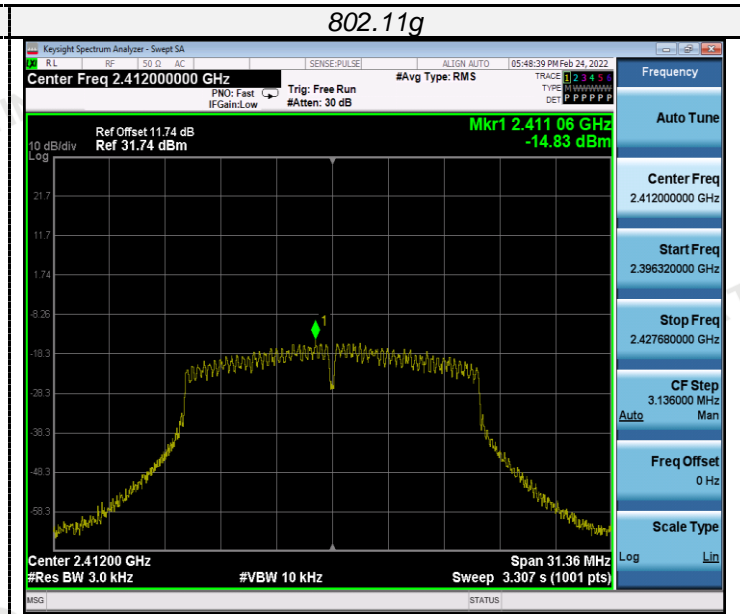 802.11g
Keysight Spectrum Analyzer - Swept SA
RL RF 50 Ω AC SENSE:PULSE ALIGN AUTO 05:48:39 PM Feb 24, 2022
Center Freq 2.412000000 GHz
PNO: Fast
IFGain:Low
Trig: Free Run
#Atten: 30 dB
#Avg Type: RMS
TRACE 1 2 3 4 5 6
TYPE M WWWWW
DET P P P P P P
Frequency
Ref Offset 11.74 dB
10 dB/div Ref 31.74 dBm
Log
Mkr1 2.411 06 GHz
-14.83 dBm
21.7
11.7
1.74
-8.26
-18.3
-28.3
-38.3
-48.3
-58.3
1
Center 2.41200 GHz Span 31.36 MHz
#Res BW 3.0 kHz #VBW 10 kHz Sweep 3.307 s (1001 pts)
MSG STATUS
Auto Tune
Center Freq
2.412000000 GHz
Start Freq
2.396320000 GHz
Stop Freq
2.427680000 GHz
CF Step
3.136000 MHz
Auto Man
Freq Offset
0 Hz
Scale Type
Log Lin